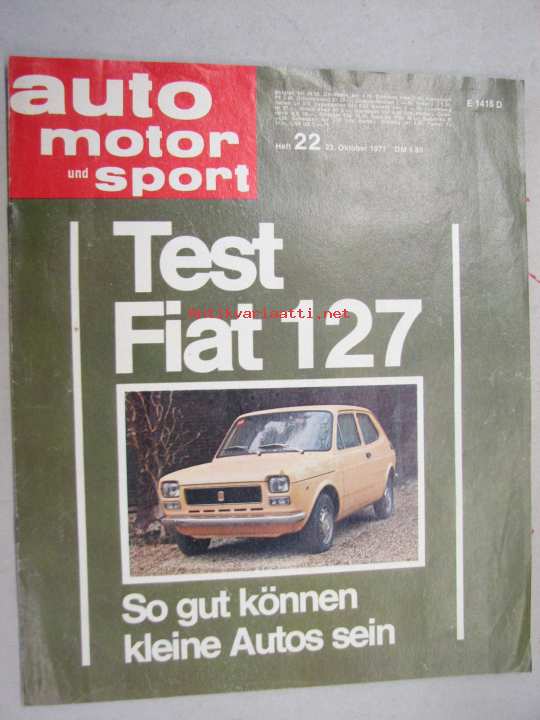 auto
motor
und sport
E 1415 D
Heft 22 23. Oktober 1971 DM 1.80
Test
Fiat 127
Antikvariaatti.net
So gut können
kleine Autos sein